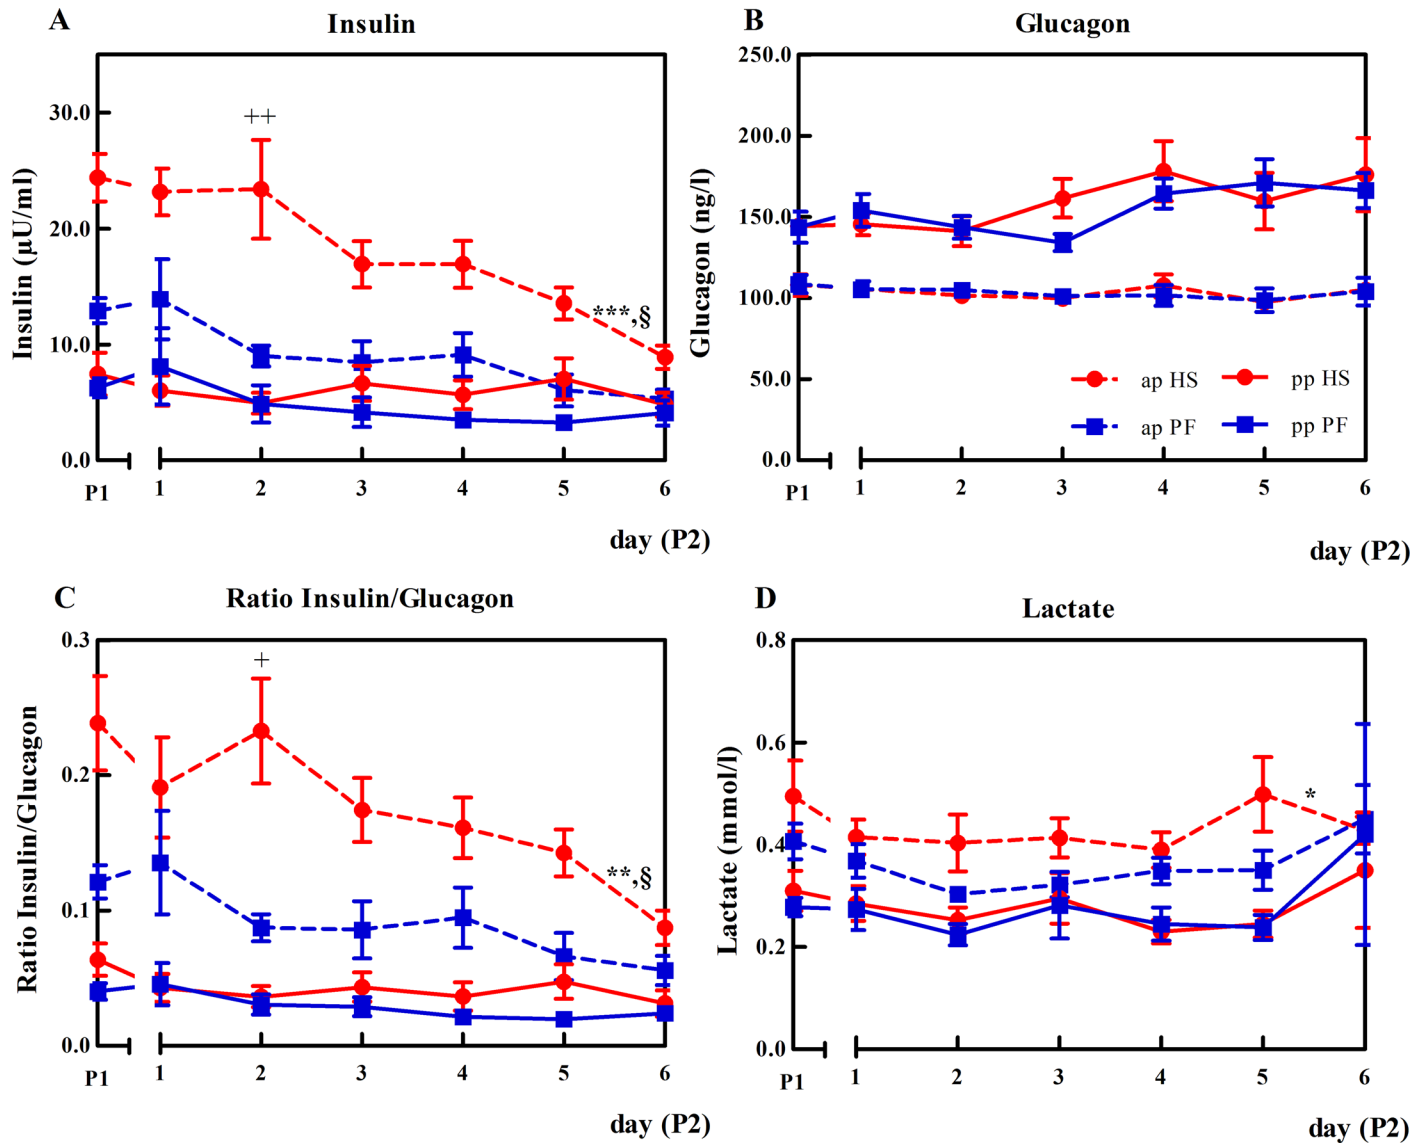 A
Insulin
Insulin (µU/ml)
30.0
20.0
10.0
0.0
++
***,§
P1 1 2 3 4 5 6
day (P2)
B
Glucagon
Glucagon (ng/l)
250.0
200.0
150.0
100.0
50.0
0.0
ap HS pp HS
ap PF pp PF
1 2 3 4 5 6
P1
day (P2)
C
Ratio Insulin/Glucagon
Ratio Insulin/Glucagon
0.3
0.2
0.1
0.0
+
**,§
P1 1 2 3 4 5 6
day (P2)
D
Lactate
Lactate (mmol/l)
0.8
0.6
0.4
0.2
0.0
*
P1 1 2 3 4 5 6
day (P2)